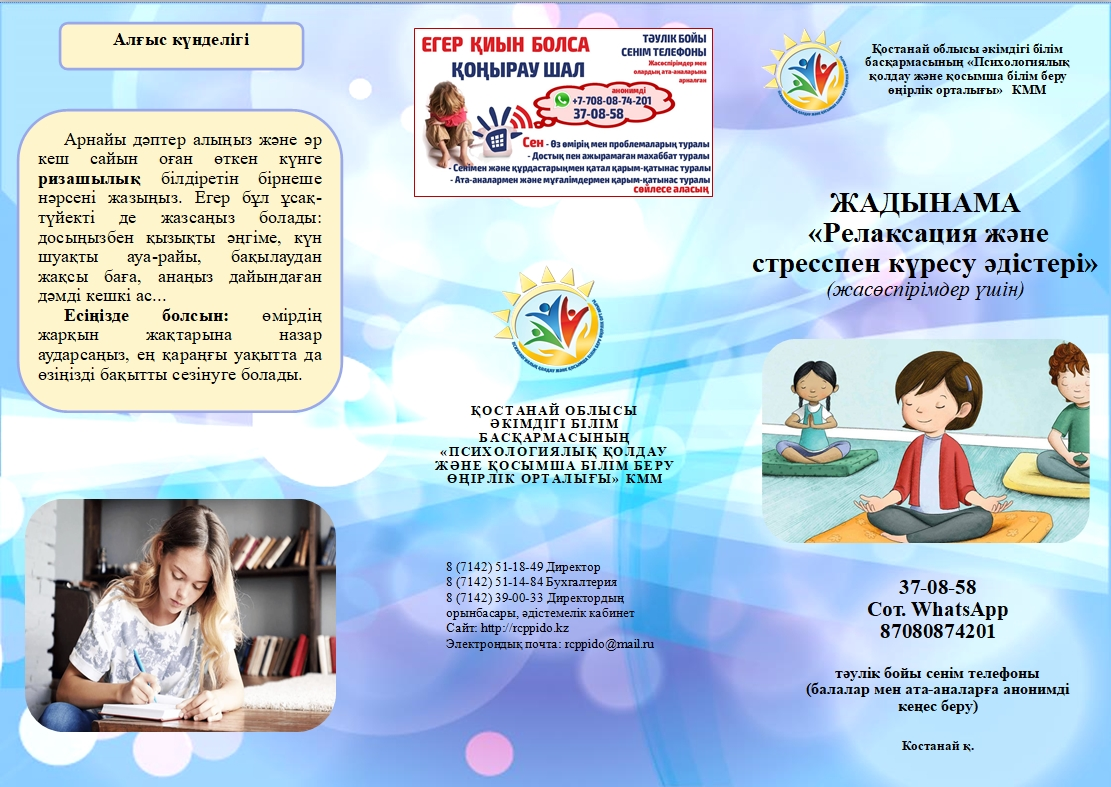 Алғыс күнделігі
Арнайы дәптер алыңыз және әр
кеш сайын оған өткен күнге
ризашылық білдіретін бірнеше
нәрсені жазыңыз. Егер бұл ұсақ-
түйекті де жазсаңыз болады:
досыңызбен қызықты әңгіме, күн
шуақты ауа-райы, бақылаудан
жақсы баға, анаңыз дайындаған
дәмді кешкі ас...
Есіңізде болсын: өмірдің
жарқын жақтарына назар
аударсаңыз, ең қараңғы уақытта да
өзіңізді бақытты сезінуге болады.
ЕГЕР ҚИЫН БОЛСА
ҚОҢЫРАУ ШАЛ
ТӘУЛІК БОЙЫ
СЕНІМ ТЕЛЕФОНЫ
Жасөспірімдер мен
олардың ата-аналарына
арналған
анонимді
+7-708-08-74-201
37-08-58
Сен - Өз өмірің мен проблемаларың туралы
- Достық пен ажырамаған махаббат туралы
- Сенімен және құрдастарыңмен қатал қарым-қатынас туралы
- Ата-аналармен және мұғалімдермен қарым-қатынас туралы
сөйлесе аласың
ҚОСТАНАЙ ОБЛЫСЫ
ӘКІМДІГІ БІЛІМ
БАСҚАРМАСЫНЫҢ
«ПСИХОЛОГИЯЛЫҚ ҚОЛДАУ
ЖӘНЕ ҚОСЫМША БІЛІМ БЕРУ
ӨҢІРЛІК ОРТАЛЫҒЫ» КММ
8 (7142) 51-18-49 Директор
8 (7142) 51-14-84 Бухгалтерия
8 (7142) 39-00-33 Директордың
орынбасары, әдістемелік кабинет
Сайт: http://rcppido.kz
Электрондық почта: rcppido@mail.ru
Қостанай облысы әкімдігі білім
басқармасының «Психологиялық
қолдау және қосымша білім беру
өңірлік орталығы» КММ
ЖАДЫНАМА
«Релаксация және
стресспен күресу әдістері»
(жасөспірімдер үшін)
37-08-58
Сот. WhatsApp
87080874201
тәулік бойы сенім телефоны
(балалар мен ата-аналарға анонимді
кеңес беру)
Костанай қ.